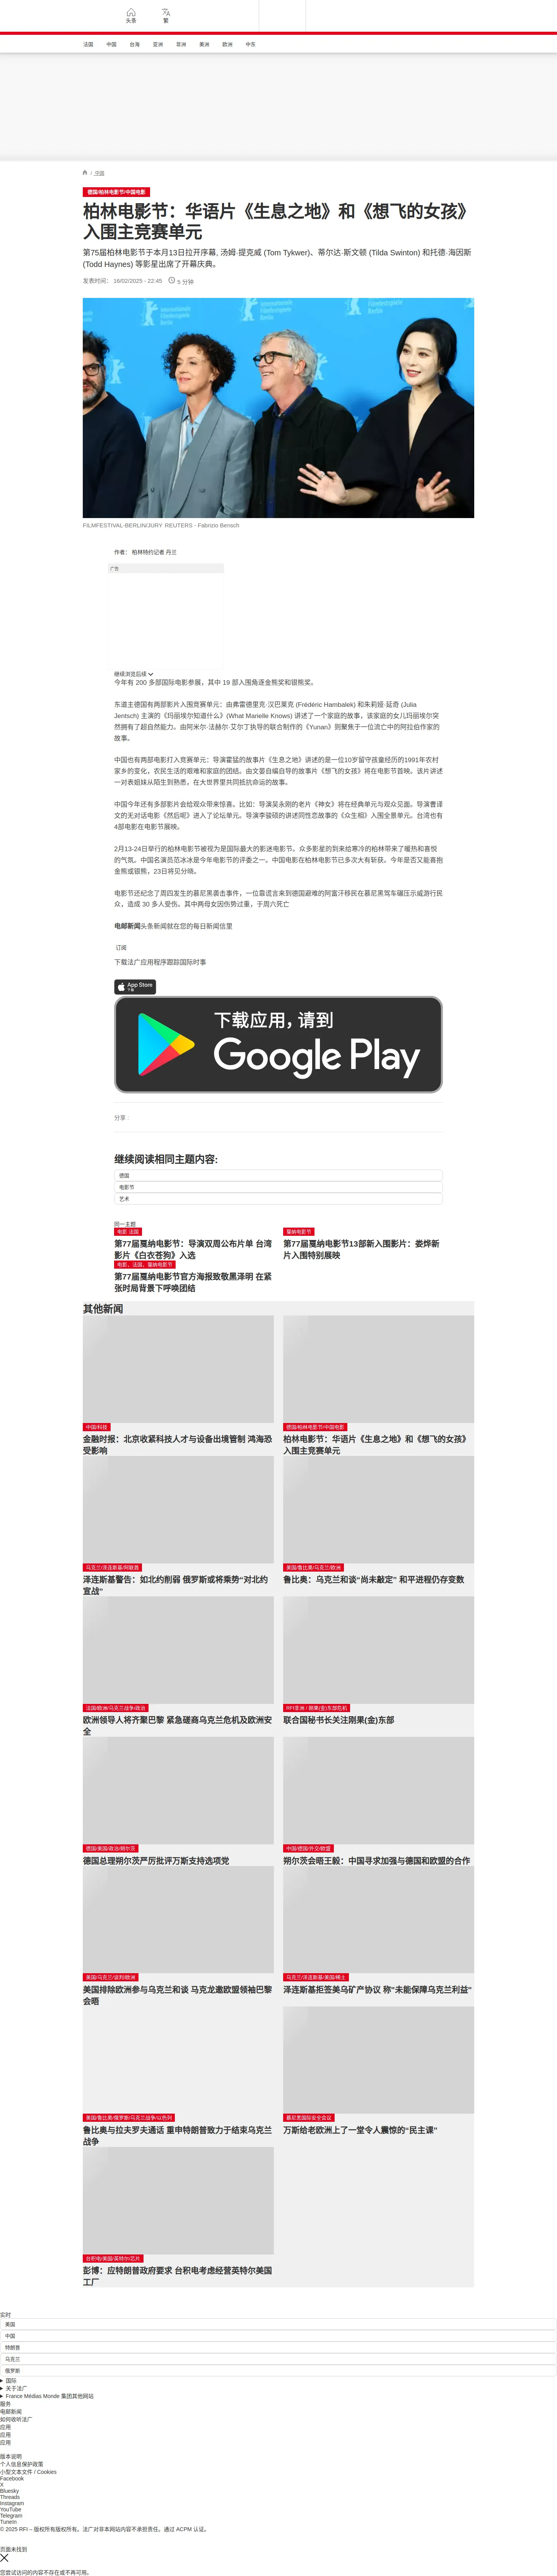 头条
繁
法国
中国
台海
亚洲
非洲
美洲
欧洲
中东
/ 中国
德国/柏林电影节/中国电影
柏林电影节：华语片《生息之地》和《想飞的女孩》
入围主竞赛单元
第75届柏林电影节于本月13日拉开序幕, 汤姆·提克威 (Tom Tykwer)、蒂尔达·斯文顿 (Tilda Swinton) 和托德·海因斯
(Todd Haynes) 等影星出席了开幕庆典。
发表时间： 16/02/2025 - 22:45 5 分钟
FILMFESTIVAL-BERLIN/JURY REUTERS - Fabrizio Bensch
作者： 柏林特约记者 丹兰
广告
继续浏览后续
今年有 200 多部国际电影参展，其中 19 部入围角逐金熊奖和银熊奖。
东道主德国有两部影片入围竞赛单元：由弗雷德里克·汉巴莱克 (Frédéric Hambalek) 和朱莉娅·延奇 (Julia
Jentsch) 主演的《玛丽埃尔知道什么》(What Marielle Knows) 讲述了一个家庭的故事，该家庭的女儿玛丽埃尔突
然拥有了超自然能力。由阿米尔·法赫尔·艾尔丁执导的联合制作的《Yunan》则聚焦于一位流亡中的阿拉伯作家的
故事。
中国也有两部电影打入竞赛单元：导演霍猛的故事片《生息之地》讲述的是一位10岁留守孩童经历的1991年农村
家乡的变化，农民生活的艰难和家庭的团结。由文晏自编自导的故事片《想飞的女孩》将在电影节首映。该片讲述
一对表姐妹从陌生到熟悉，在大世界里共同抵抗命运的故事。
中国今年还有多部影片会给观众带来惊喜。比如：导演吴永刚的老片《神女》将在经典单元与观众见面。导演曹译
文的无对话电影《然后呢》进入了论坛单元。导演李骏硕的讲述同性恋故事的《众生相》入围全景单元。台湾也有
4部电影在电影节展映。
2月13-24日举行的柏林电影节被视为是国际最大的影迷电影节。众多影星的到来给寒冷的柏林带来了暖热和喜悦
的气氛。中国名演员范冰冰是今年电影节的评委之一。中国电影在柏林电影节已多次大有斩获。今年是否又能喜抱
金熊或银熊，23日将见分晓。
电影节还纪念了周四发生的慕尼黑袭击事件，一位靠谎言来到德国避难的阿富汗移民在慕尼黑驾车碾压示威游行民
众，造成 30 多人受伤。其中两母女因伤势过重，于周六死亡
电邮新闻头条新闻就在您的每日新闻信里
订阅
下载法广应用程序跟踪国际时事
App Store
下载
下载应用，请到
Google Play
分享 :
继续阅读相同主题内容:
德国
电影节
艺术
同一主题
电影 法国
第77届戛纳电影节：导演双周公布片单 台湾
影片《白衣苍狗》入选
戛纳电影节
第77届戛纳电影节13部新入围影片：娄烨新
片入围特别展映
电影，法国，戛纳电影节
第77届戛纳电影节官方海报致敬黑泽明 在紧
张时局背景下呼唤团结
其他新闻
中国/科技
金融时报：北京收紧科技人才与设备出境管制 鸿海恐
受影响
德国/柏林电影节/中国电影
柏林电影节：华语片《生息之地》和《想飞的女孩》
入围主竞赛单元
乌克兰/泽连斯基/阿联酋
泽连斯基警告：如北约削弱 俄罗斯或将乘势“对北约
宣战”
美国/鲁比奥/乌克兰/欧洲
鲁比奥：乌克兰和谈“尚未敲定” 和平进程仍存变数
法国/欧洲/乌克兰战争/政治
欧洲领导人将齐聚巴黎 紧急磋商乌克兰危机及欧洲安
全
RFI非洲 / 刚果(金)东部危机
联合国秘书长关注刚果(金)东部
德国/美国/政治/朔尔茨
德国总理朔尔茨严厉批评万斯支持选项党
中国/德国/外交/欧盟
朔尔茨会晤王毅：中国寻求加强与德国和欧盟的合作
美国/乌克兰/谈判/欧洲
美国排除欧洲参与乌克兰和谈 马克龙邀欧盟领袖巴黎
会晤
乌克兰/泽连斯基/美国/稀土
泽连斯基拒签美乌矿产协议 称"未能保障乌克兰利益"
美国/鲁比奥/俄罗斯/乌克兰战争/以色列
鲁比奥与拉夫罗夫通话 重申特朗普致力于结束乌克兰
战争
慕尼黑国际安全会议
万斯给老欧洲上了一堂令人震惊的“民主课”
台积电/美国/英特尔/芯片
彭博：应特朗普政府要求 台积电考虑经营英特尔美国
工厂
实时
美国
中国
特朗普
乌克兰
俄罗斯
国际
关于法广
France Médias Monde 集团其他网站
服务
电邮新闻
如何收听法广
应用
应用
应用
版本说明
个人信息保护政策
小型文本文件 / Cookies
Facebook
X
Bluesky
Threads
Instagram
YouTube
Telegram
TuneIn
© 2025 RFI – 版权所有版权所有。法广对非本网站内容不承担责任。通过 ACPM 认证。
页面未找到
您尝试访问的内容不存在或不再可用。